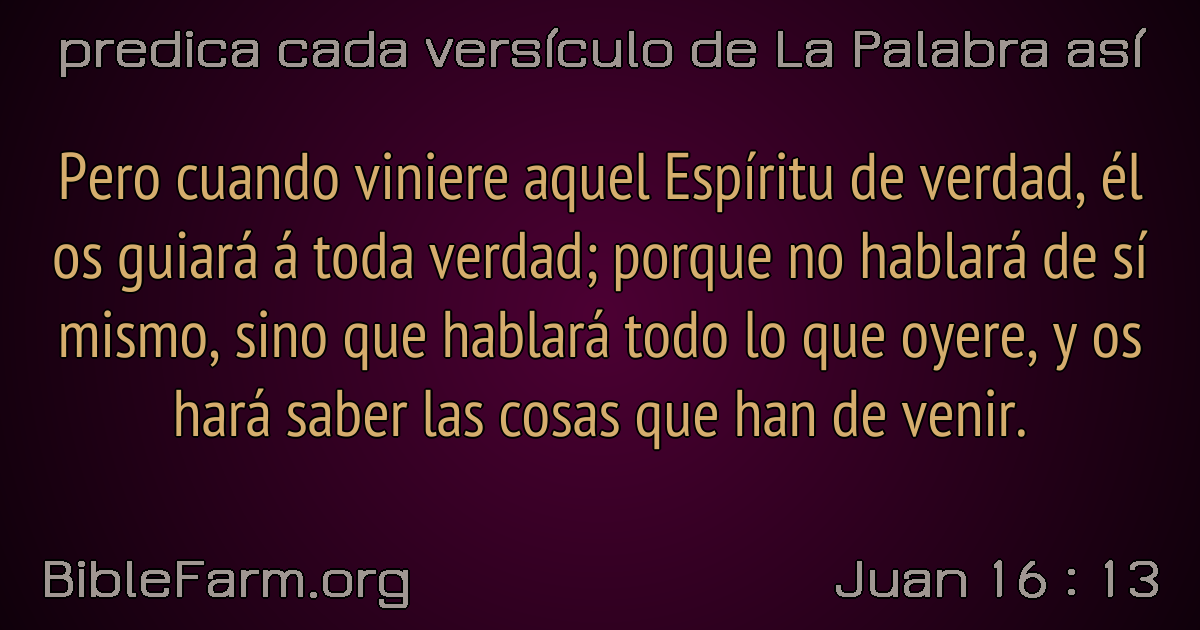 predica cada versículo de La Palabra así
Pero cuando viniere aquel Espíritu de verdad, él
os guiará á toda verdad; porque no hablará de sí
mismo, sino que hablará todo lo que oyere, y os
hará saber las cosas que han de venir.
BibleFarm.org
Juan 16 : 13